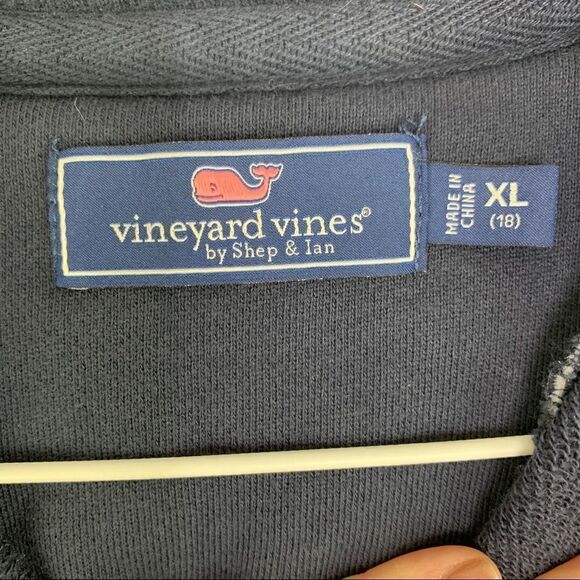 vineyard vines®
by Shep & Ian
MADE IN
CHINA
XL
(18)